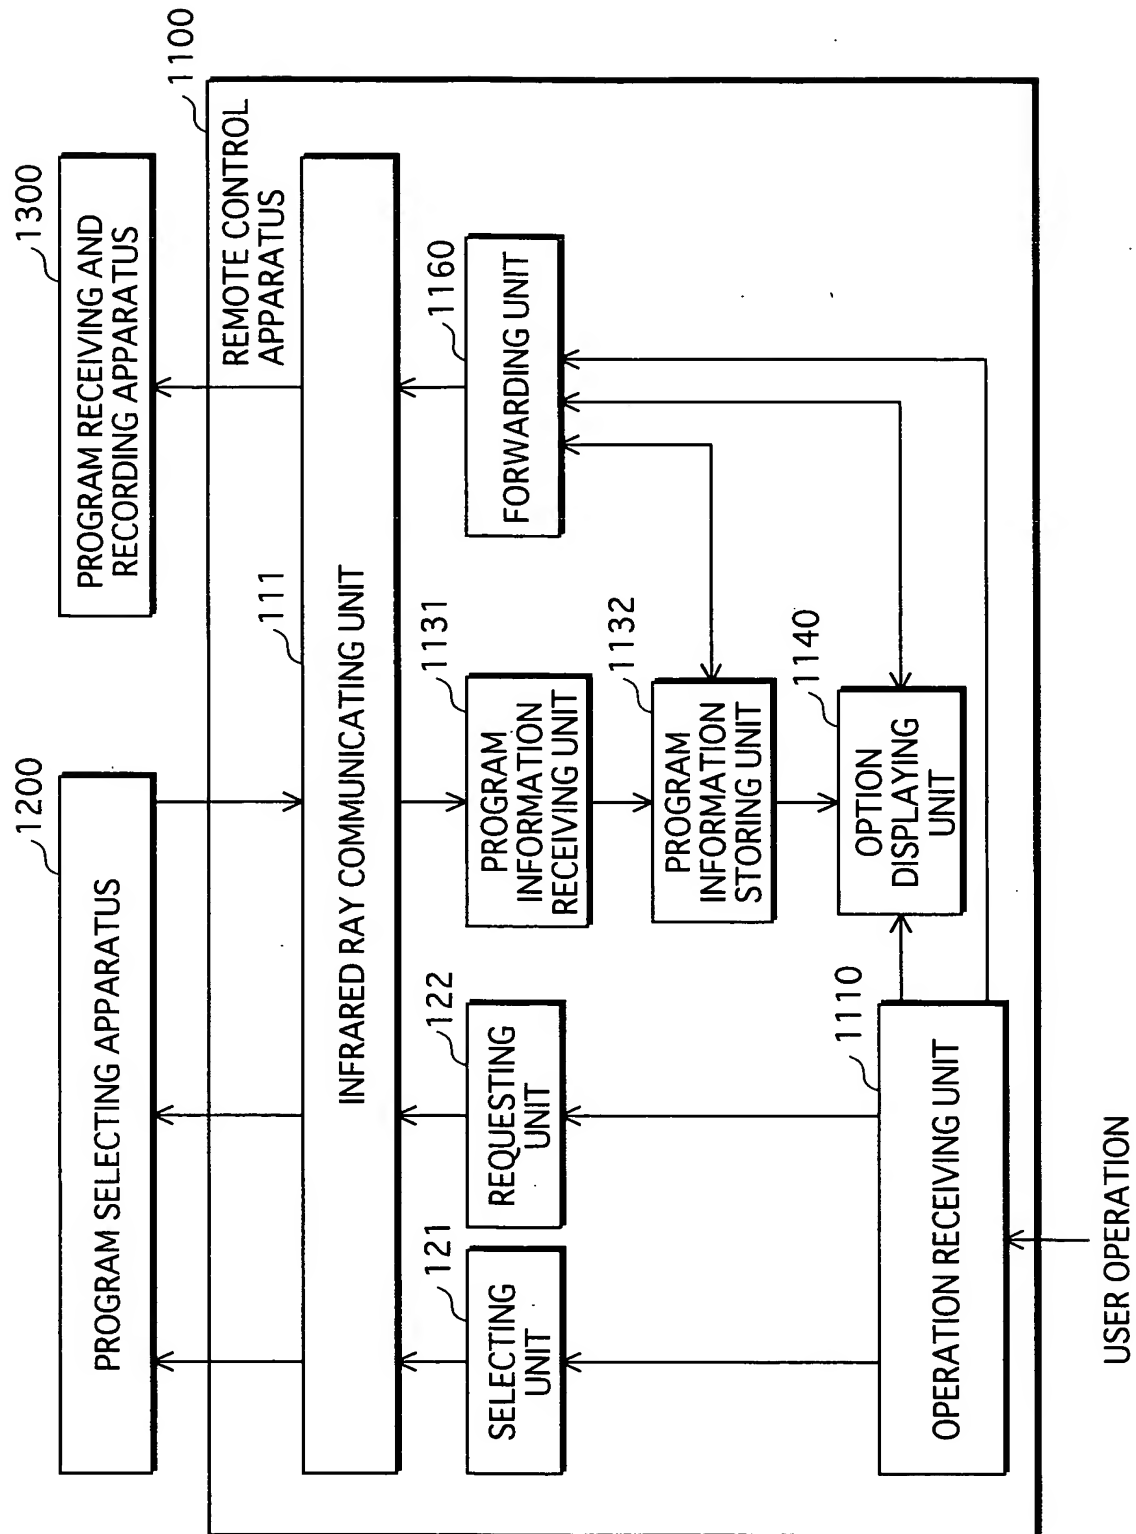 1200
PROGRAM SELECTING APPARATUS
1300
PROGRAM RECEIVING AND
RECORDING APPARATUS
1100
REMOTE CONTROL
APPARATUS
111
INFRARED RAY COMMUNICATING UNIT
121
SELECTING
UNIT
122
REQUESTING
UNIT
1131
PROGRAM
INFORMATION
RECEIVING UNIT
1160
FORWARDING UNIT
1132
PROGRAM
INFORMATION
STORING UNIT
1110
OPERATION RECEIVING UNIT
1140
OPTION
DISPLAYING
UNIT
USER OPERATION